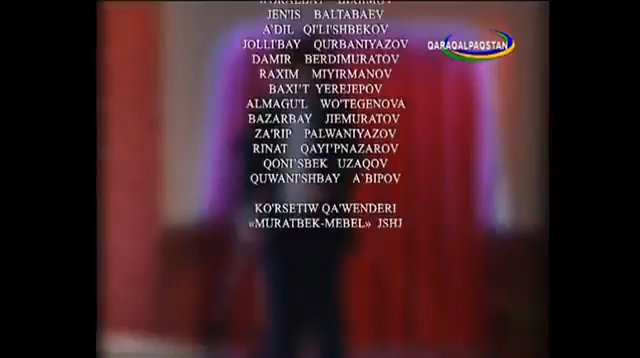 JEN'IS BALTABAEV
A'DIL QI'LI'SHBEKOV
JOLLI'BAY QURBANIYAZOV
QARAQALPAQSTAN
DAMIR BERDIMURATOV
RAXIM MIYIRMANOV
BAXI'T YEREJEPOV
ALMAGU'L WO'TEGENOVA
BAZARBAY JIEMURATOV
ZA'RIP PALWANIYAZOV
RINAT QAYI'PNAZAROV
QONI'SBEK UZAQOV
QUWANI'SHBAY A`BIPOV
KO'RSETIW QA'WENDERI
«MURATBEK-MEBEL» JSHJ